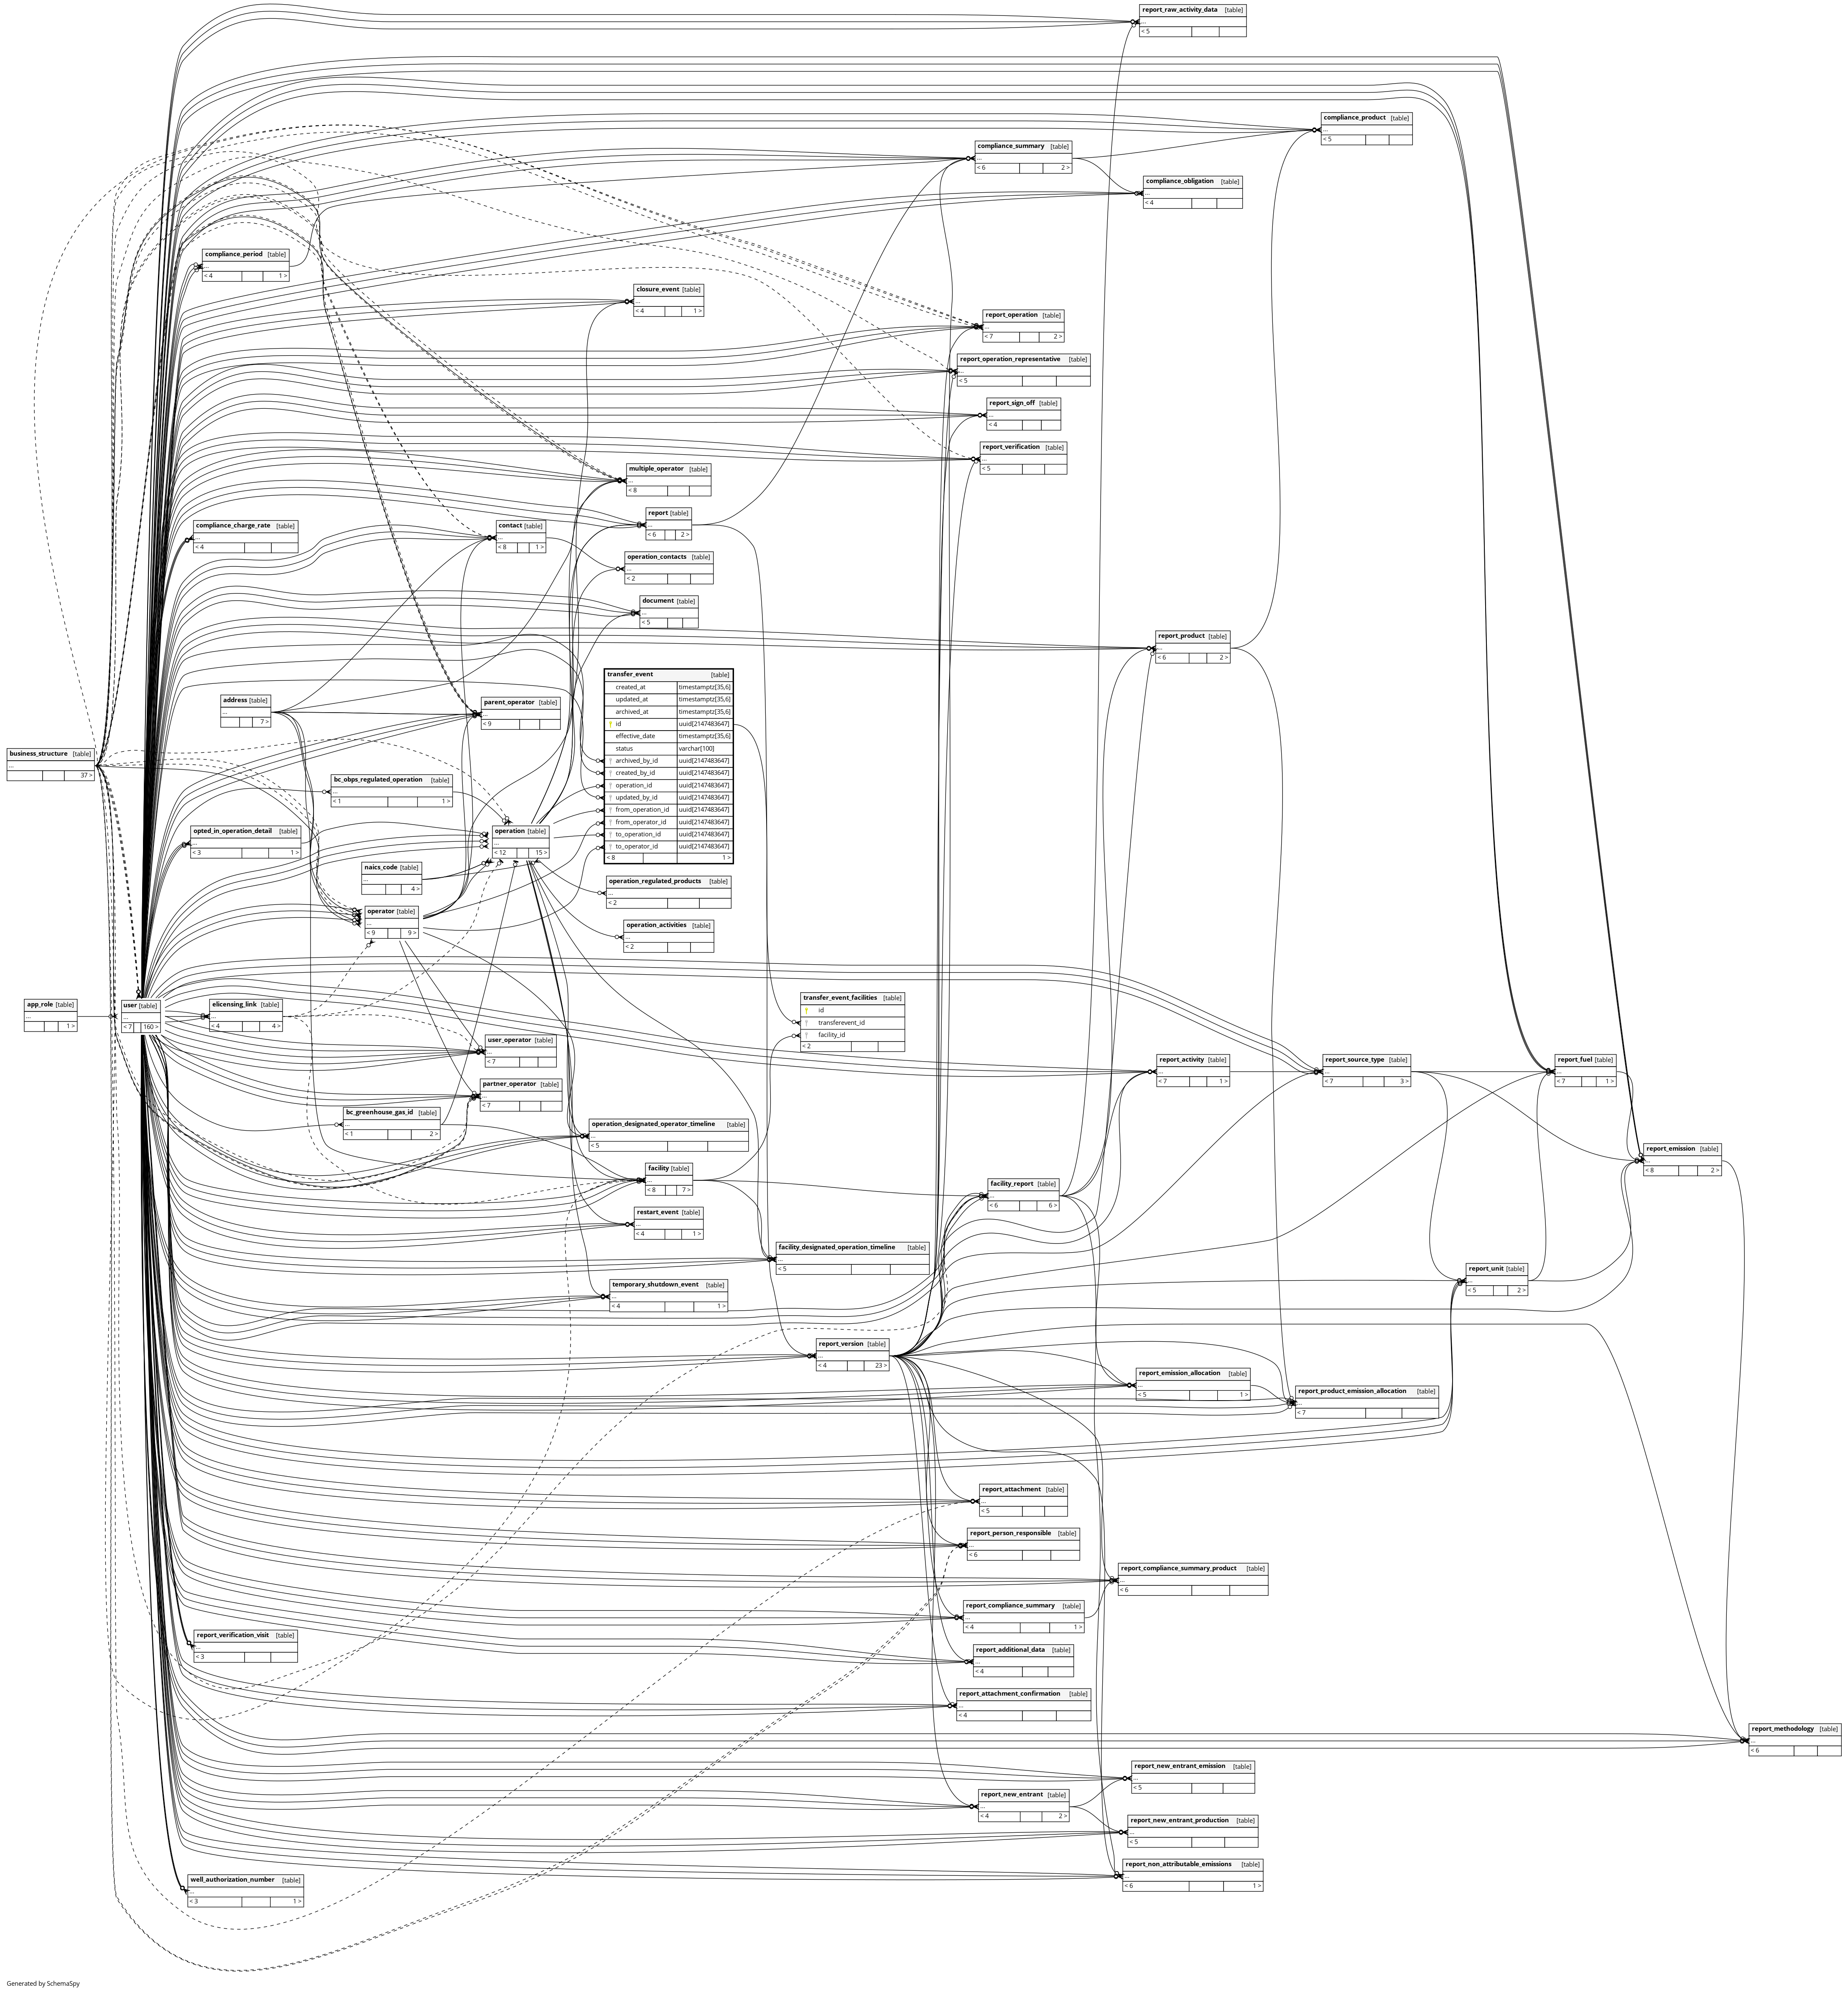 report_raw_activity_data [table]
...
< 5
compliance_product [table]
...
< 5
compliance_summary [table]
...
< 6 2 >
compliance_obligation [table]
...
< 4
compliance_period [table]
...
< 4 1 >
closure_event [table]
...
< 4 1 >
report_operation [table]
...
< 7 2 >
report_operation_representative [table]
...
< 5
report_sign_off [table]
...
< 4
report_verification [table]
...
< 5
multiple_operator [table]
...
< 8
report [table]
...
< 6 2 >
compliance_charge_rate [table]
...
< 4
contact [table]
...
< 8 1 >
operation_contacts [table]
...
< 2
document [table]
...
< 5
report_product [table]
...
< 6 2 >
transfer_event [table]
created_at timestamptz[35,6]
updated_at timestamptz[35,6]
archived_at timestamptz[35,6]
id uuid[2147483647]
effective_date timestamptz[35,6]
status varchar[100]
archived_by_id uuid[2147483647]
created_by_id uuid[2147483647]
operation_id uuid[2147483647]
updated_by_id uuid[2147483647]
from_operation_id uuid[2147483647]
from_operator_id uuid[2147483647]
to_operation_id uuid[2147483647]
to_operator_id uuid[2147483647]
< 8 1 >
address [table]
...
7 >
parent_operator [table]
...
< 9
business_structure [table]
...
37 >
bc_obps_regulated_operation [table]
...
< 1 1 >
opted_in_operation_detail [table]
...
< 3 1 >
operation [table]
...
< 12 15 >
naics_code [table]
...
4 >
operation_regulated_products [table]
...
< 2
operator [table]
...
< 9 9 >
operation_activities [table]
...
< 2
app_role [table]
...
1 >
user [table]
...
< 7 160 >
elicensing_link [table]
...
< 4 4 >
transfer_event_facilities [table]
id
transferevent_id
facility_id
< 2
user_operator [table]
...
< 7
report_activity [table]
...
< 7 1 >
report_source_type [table]
...
< 7 3 >
report_fuel [table]
...
< 7 1 >
partner_operator [table]
...
< 7
bc_greenhouse_gas_id [table]
...
< 1 2 >
operation_designated_operator_timeline [table]
...
< 5
report_emission [table]
...
< 8 2 >
facility [table]
...
< 8 7 >
facility_report [table]
...
< 6 6 >
restart_event [table]
...
< 4 1 >
facility_designated_operation_timeline [table]
...
< 5
report_unit [table]
...
< 5 2 >
temporary_shutdown_event [table]
...
< 4 1 >
report_version [table]
...
< 4 23 >
report_emission_allocation [table]
...
< 5 1 >
report_product_emission_allocation [table]
...
< 7
report_attachment [table]
...
< 5
report_person_responsible [table]
...
< 6
report_compliance_summary_product [table]
...
< 6
report_compliance_summary [table]
...
< 4 1 >
report_verification_visit [table]
...
< 3
report_additional_data [table]
...
< 4
report_attachment_confirmation [table]
...
< 4
report_methodology [table]
...
< 6
report_new_entrant_emission [table]
...
< 5
report_new_entrant [table]
...
< 4 2 >
report_new_entrant_production [table]
...
< 5
report_non_attributable_emissions [table]
...
< 6 1 >
well_authorization_number [table]
...
< 3 1 >
Generated by SchemaSpy